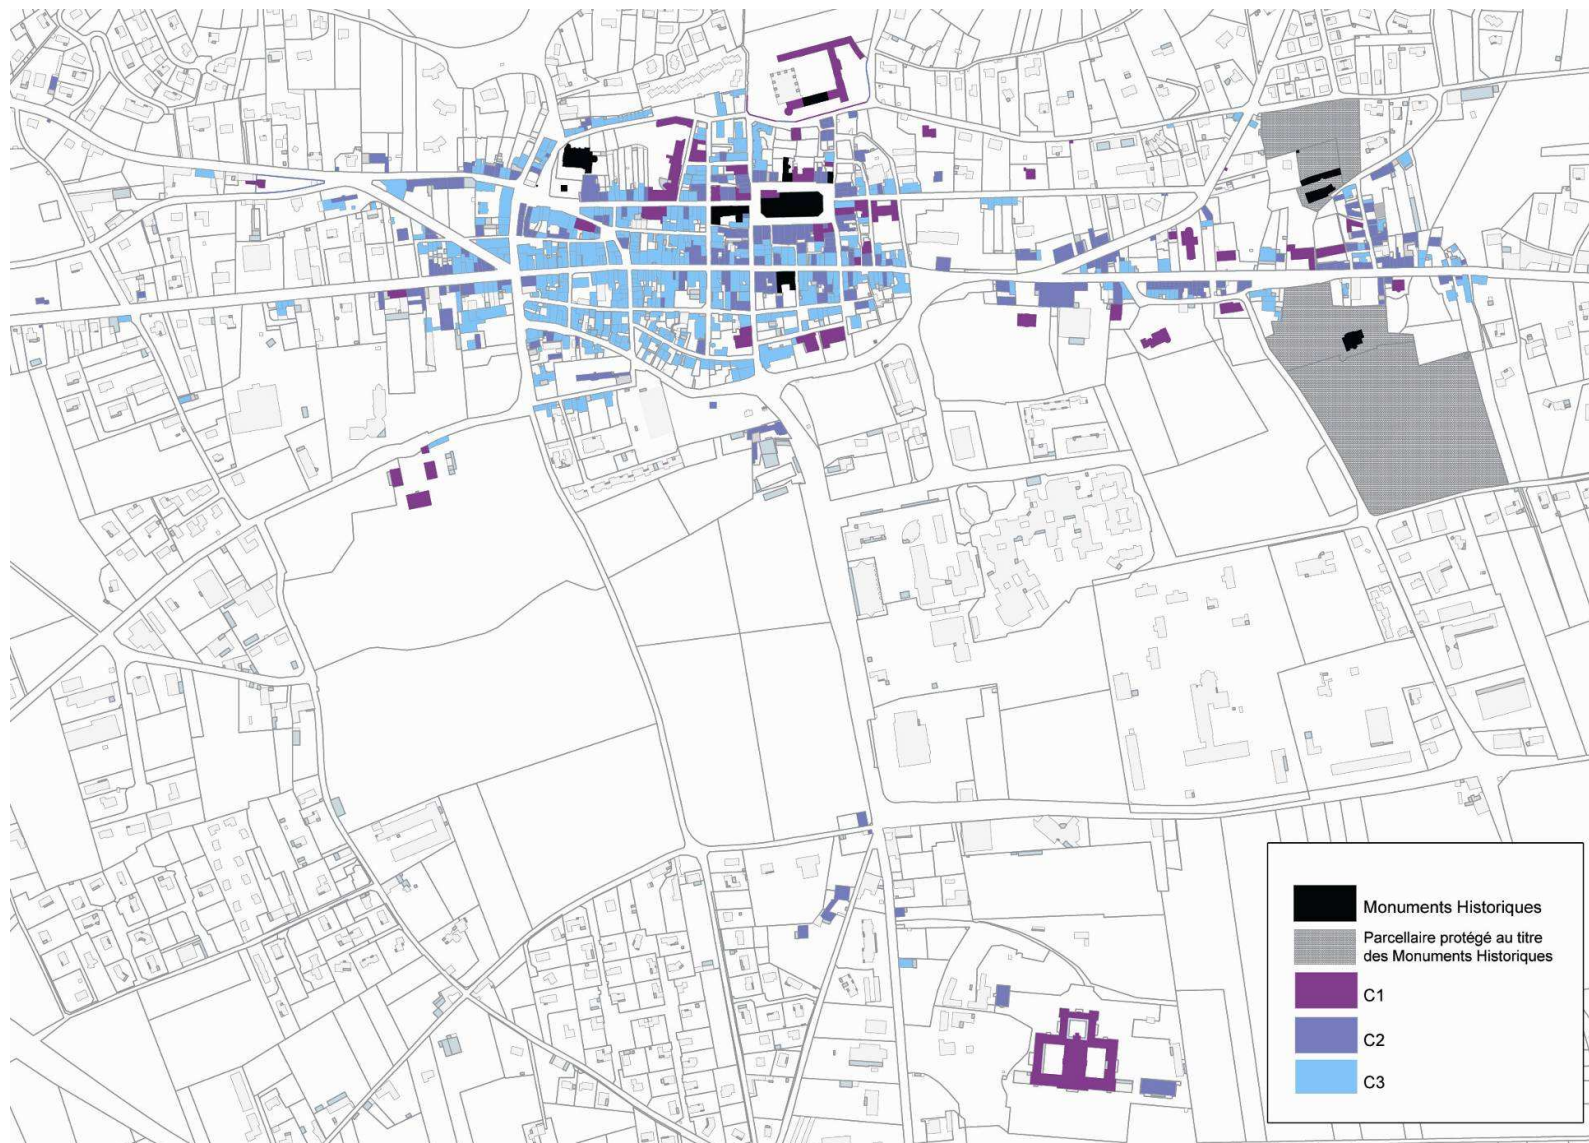 Monuments Historiques
Parcellaire protégé au titre
des Monuments Historiques
C1
C2
C3